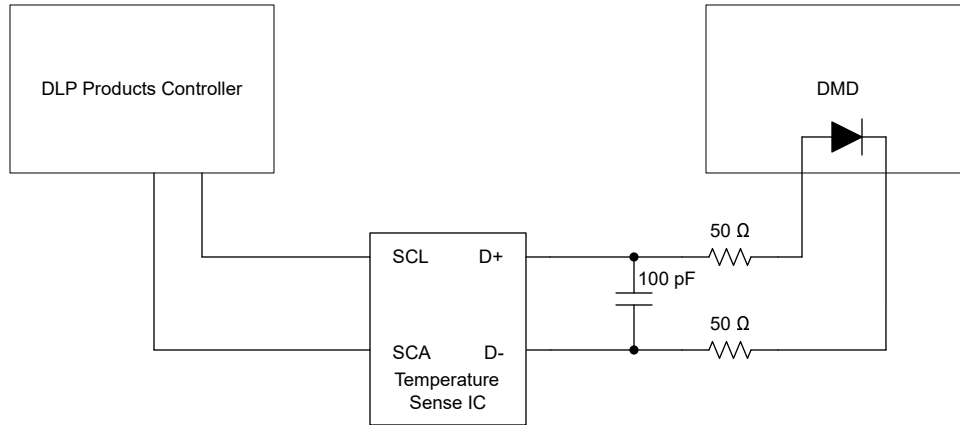 DLP Products Controller
DMD
50 Ω
SCL
D+
100 pF
50 Ω
SCA
D-
Temperature
Sense IC